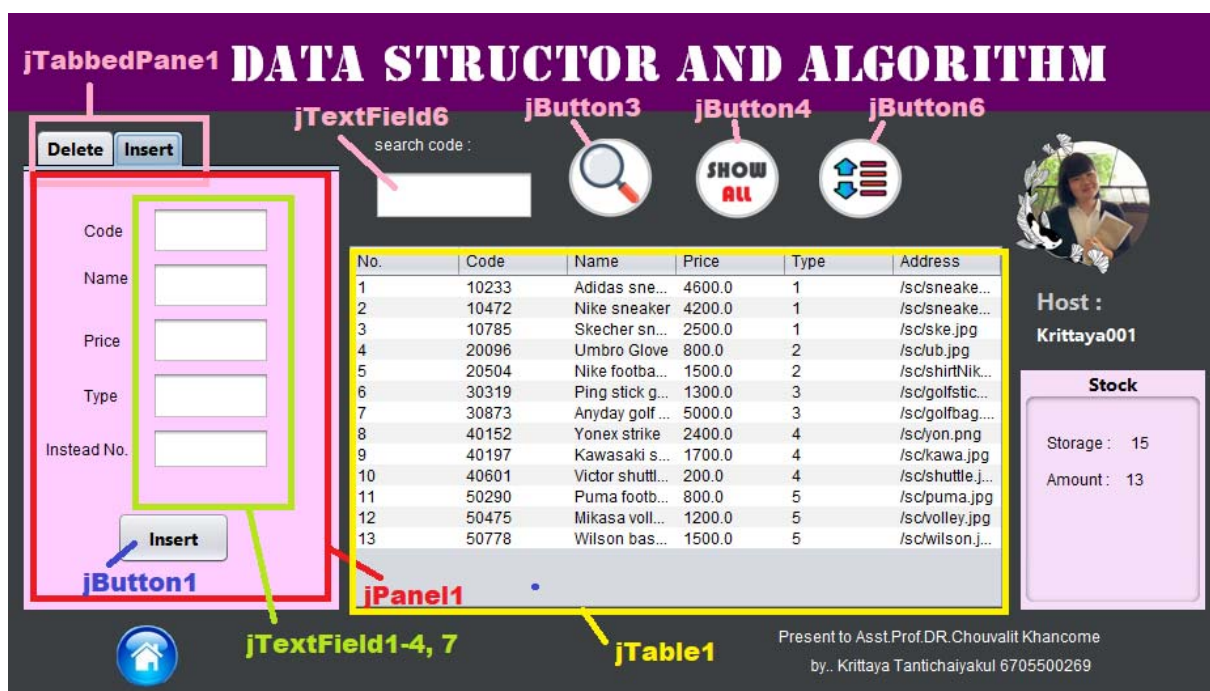 jTabbedPane1
DATA STRUCTOR AND ALGORITHM
jTextField6
jButton3
jButton4
jButton6
Delete
Insert
search code :
SHOW
ALL
Code
Name
Price
Type
Instead No.
Insert
jButton1
No. Code Name Price Type Address
1 10233 Adidas sne... 4600.0 1 /sc/sneake...
2 10472 Nike sneaker 4200.0 1 /sc/sneake...
3 10785 Skecher sn... 2500.0 1 /sc/ske.jpg
4 20096 Umbro Glove 800.0 2 /sc/ub.jpg
5 20504 Nike footba... 1500.0 2 /sc/shirtNik...
6 30319 Ping stick g... 1300.0 3 /sc/golfstic...
7 30873 Anyday golf ... 5000.0 3 /sc/golfbag....
8 40152 Yonex strike 2400.0 4 /sc/yon.png
9 40197 Kawasaki s... 1700.0 4 /sc/kawa.jpg
10 40601 Victor shuttl... 200.0 4 /sc/shuttle.j...
11 50290 Puma footb... 800.0 5 /sc/puma.jpg
12 50475 Mikasa voll... 1200.0 5 /sc/volley.jpg
13 50778 Wilson bas... 1500.0 5 /sc/wilson.j...
Host :
Krittaya001
Stock
Storage : 15
Amount : 13
jPanel1
jTextField1-4, 7
jTable1
Present to Asst.Prof.DR.Chouvalit Khancome
by.. Krittaya Tantichaiyakul 6705500269